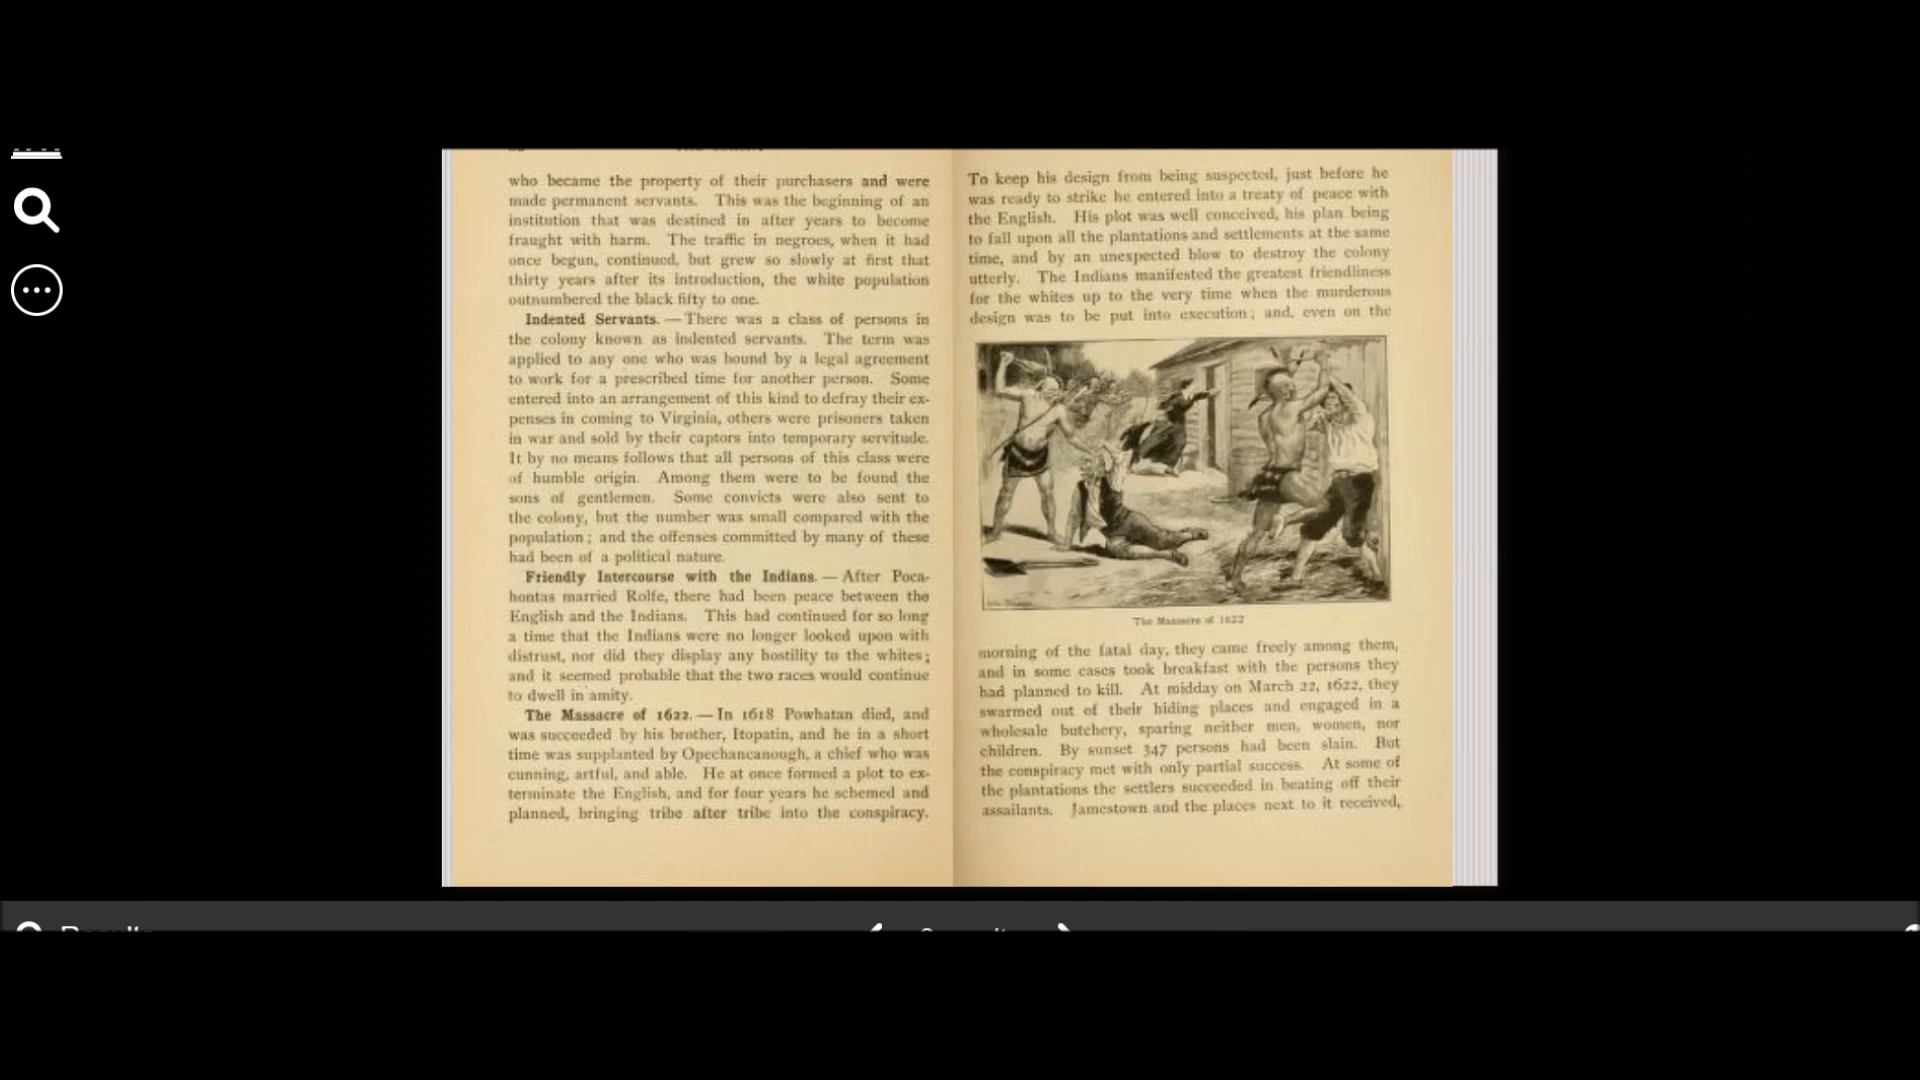 who became the property of their purchasers and were
made permanent servants. This was the beginning of an
institution that was destined in after years to become
fraught with harm. The traffic in negroes, when it had
once begun, continued, but grew so slowly at first that
thirty years after its introduction, the white population
outnumbered the black fifty to one.
Indented Servants. — There was a class of persons in
the colony known as indented servants. The term was
applied to any one who was bound by a legal agreement
to work for a prescribed time for another person. Some
entered into an arrangement of this kind to defray their ex-
penses in coming to Virginia, others were prisoners taken
in war and sold by their captors into temporary servitude.
It by no means follows that all persons of this class were
of humble origin. Among them were to be found the
sons of gentlemen. Some convicts were also sent to
the colony, but the number was small compared with the
population; and the offenses committed by many of these
had been of a political nature.
Friendly Intercourse with the Indians. — After Poca-
hontas married Rolfe, there had been peace between the
English and the Indians. This had continued for so long
a time that the Indians were no longer looked upon with
distrust, nor did they display any hostility to the whites;
and it seemed probable that the two races would continue
to dwell in amity.
The Massacre of 1622. — In 1618 Powhatan died, and
was succeeded by his brother, Itopatin, and he in a short
time was supplanted by Opechancanough, a chief who was
cunning, artful, and able. He at once formed a plot to ex-
terminate the English, and for four years he schemed and
planned, bringing tribe after tribe into the conspiracy.
To keep his design from being suspected, just before he
was ready to strike he entered into a treaty of peace with
the English. His plot was well conceived, his plan being
to fall upon all the plantations and settlements at the same
time, and by an unexpected blow to destroy the colony
utterly. The Indians manifested the greatest friendliness
for the whites up to the very time when the murderous
design was to be put into execution; and, even on the
The Massacre of 1622
morning of the fatal day, they came freely among them,
and in some cases took breakfast with the persons they
had planned to kill. At midday on March 22, 1622, they
swarmed out of their hiding places and engaged in a
wholesale butchery, sparing neither men, women, nor
children. By sunset 347 persons had been slain. But
the conspiracy met with only partial success. At some of
the plantations the settlers succeeded in beating off their
assailants. Jamestown and the places next to it received,